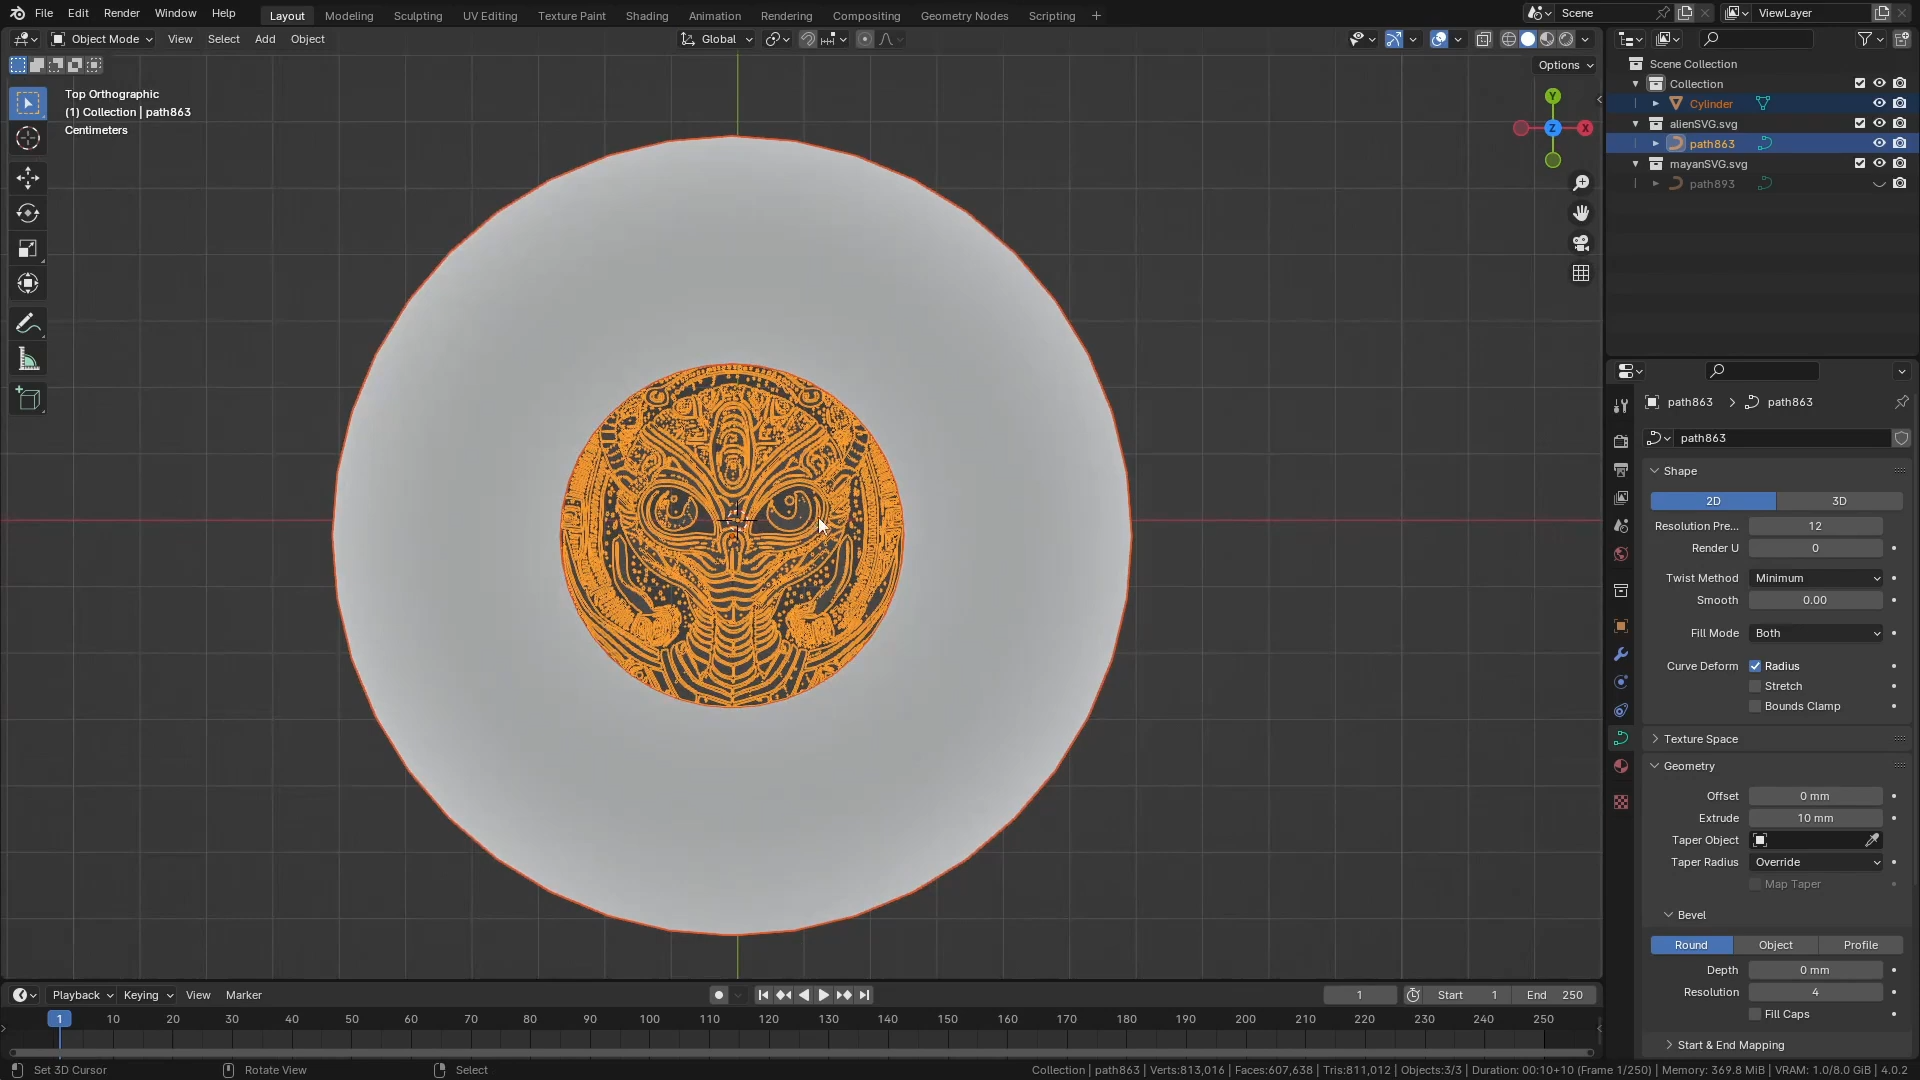 File Edit Render Window Help Layout Modeling Sculpting UV Editing Texture Paint Shading Animation Rendering Compositing Geometry Nodes Scripting + Scene ViewLayer
Object Mode View Select Add Object Global
Options
Top Orthographic
(1) Collection | path863
Centimeters
Y
Z
X
Scene Collection
Collection
Cylinder
alienSVG.svg
path863
mayanSVG.svg
path893
path863 > path863
path863
Shape
2D 3D
Resolution Pre... 12
Render U 0
Twist Method Minimum
Smooth 0.00
Fill Mode Both
Curve Deform Radius
Stretch
Bounds Clamp
Texture Space
Geometry
Offset 0 mm
Extrude 10 mm
Taper Object
Taper Radius Override
Map Taper
Bevel
Round Object Profile
Depth 0 mm
Resolution 4
Fill Caps
Start & End Mapping
Playback Keying View Marker 1 Start 1 End 250
1 10 20 30 40 50 60 70 80 90 100 110 120 130 140 150 160 170 180 190 200 210 220 230 240 250
Set 3D Cursor Rotate View Select Collection | path863 | Verts:813,016 | Faces:607,638 | Tris:811,012 | Objects:3/3 | Duration: 00:10+10 (Frame 1/250) | Memory: 369.8 MiB | VRAM: 1.0/8.0 GiB | 4.0.2